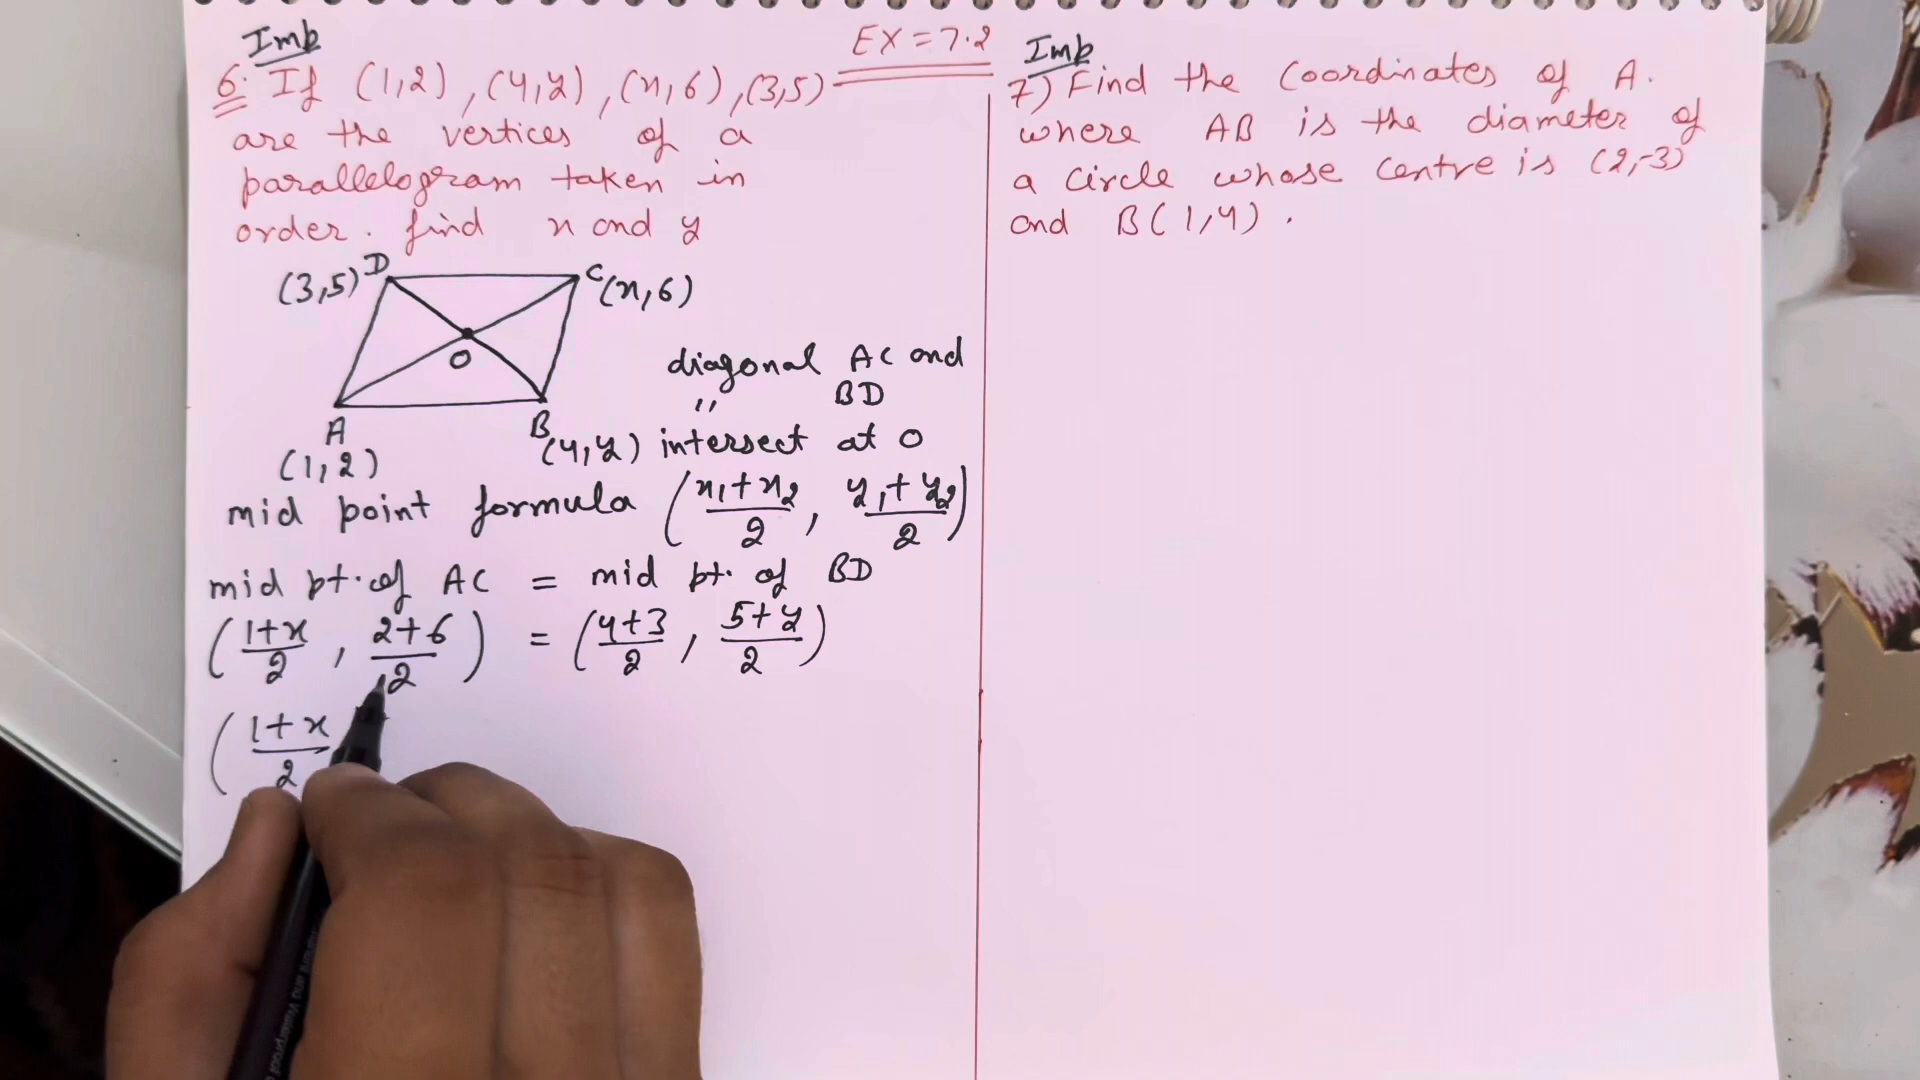 Imp
EX = 7.2
6. If (1,2), (4,y), (x,6), (3,5)
are the vertices of a
parallelogram taken in
order. find x and y
(3,5) D
C (x,6)
O
A
(1,2)
B (4,y)
diagonal AC and
" BD
intersect at O
mid point formula ( x1+x2 / 2 , y1+y2 / 2 )
mid pt. of AC = mid pt. of BD
( 1+x / 2 , 2+6 / 2 ) = ( 4+3 / 2 , 5+y / 2 )
( 1+x / 2
Imp
7) Find the Coordinates of A.
where AB is the diameter of
a circle whose centre is (2,-3)
and B(1,4).